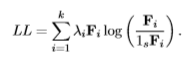 LL = \sum_{i=1}^{k} \lambda_i \mathbf{F}_i \log \left( \frac{\mathbf{F}_i}{1_s \mathbf{F}_i} \right).